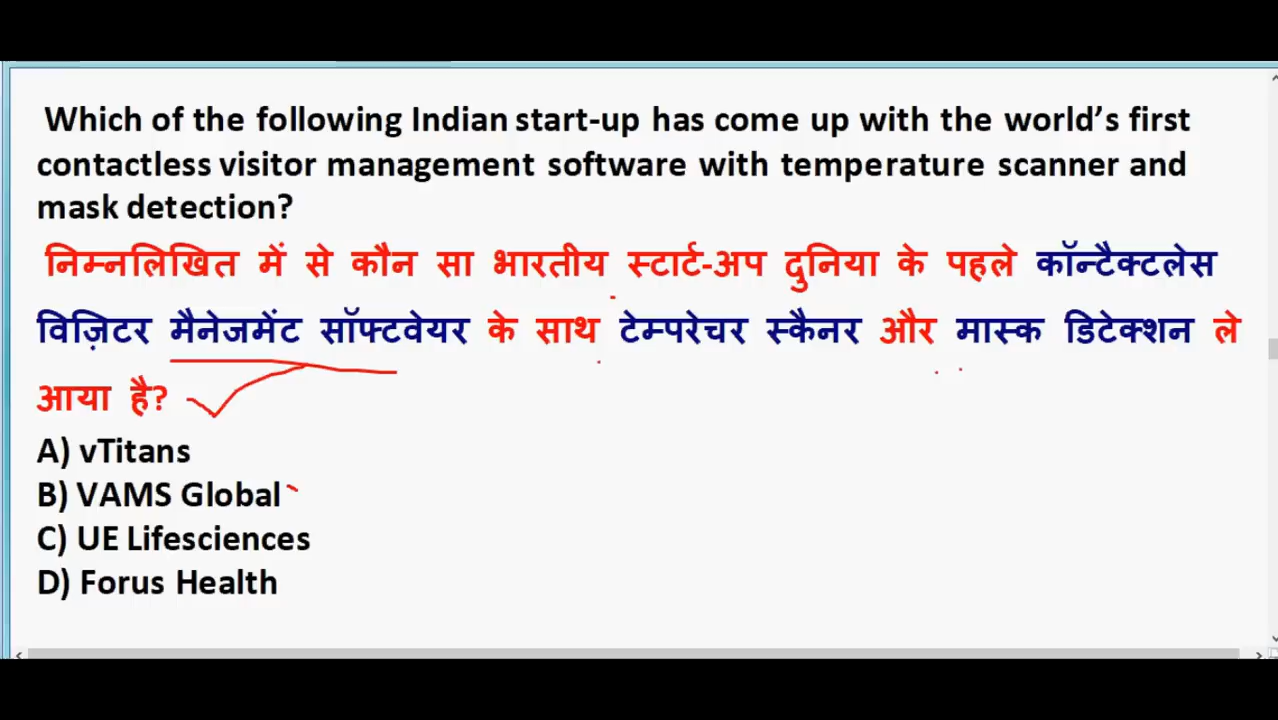 Which of the following Indian start-up has come up with the world’s first
contactless visitor management software with temperature scanner and
mask detection?
निम्नलिखित में से कौन सा भारतीय स्टार्ट-अप दुनिया के पहले कॉन्टैक्टलेस
विज़िटर मैनेजमेंट सॉफ्टवेयर के साथ टेम्परेचर स्कैनर और मास्क डिटेक्शन ले
आया है?
A) vTitans
B) VAMS Global
C) UE Lifesciences
D) Forus Health